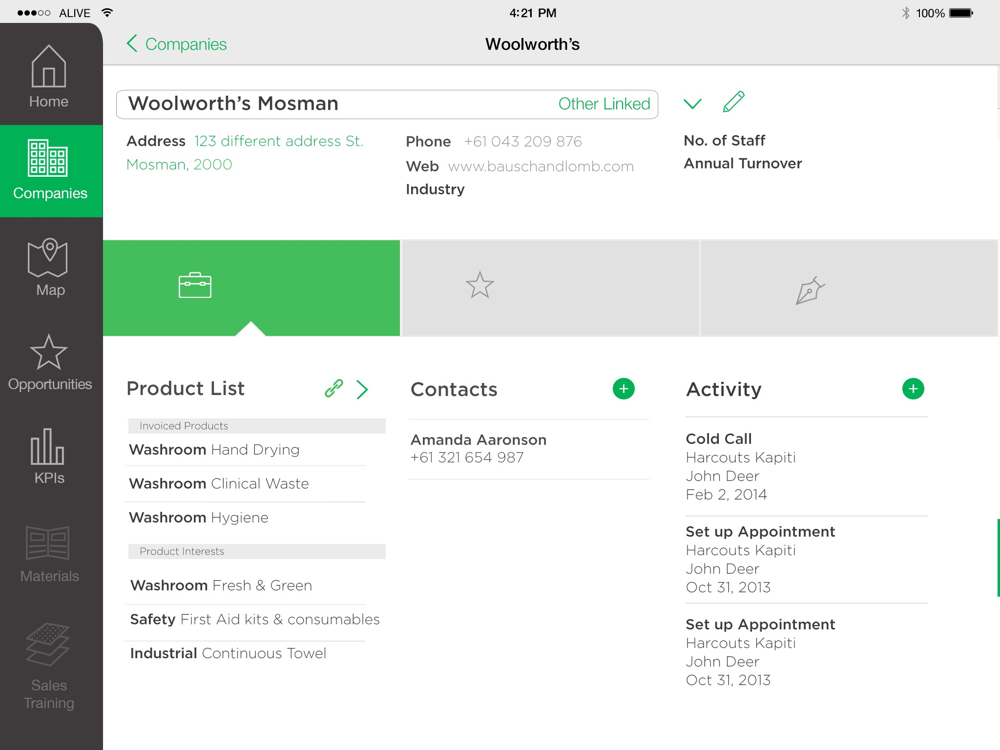 ALIVE
4:21 PM
100%
Companies
Woolworth's
Home
Companies
Map
Opportunities
KPIs
Materials
Sales
Training
Woolworth's Mosman
Other Linked
Address 123 different address St.
Mosman, 2000
Phone +61 043 209 876
Web www.bauschandlomb.com
Industry
No. of Staff
Annual Turnover
Product List
Invoiced Products
Washroom Hand Drying
Washroom Clinical Waste
Washroom Hygiene
Product Interests
Washroom Fresh & Green
Safety First Aid kits & consumables
Industrial Continuous Towel
Contacts
Amanda Aaronson
+61 321 654 987
Activity
Cold Call
Harcouts Kapiti
John Deer
Feb 2, 2014
Set up Appointment
Harcouts Kapiti
John Deer
Oct 31, 2013
Set up Appointment
Harcouts Kapiti
John Deer
Oct 31, 2013